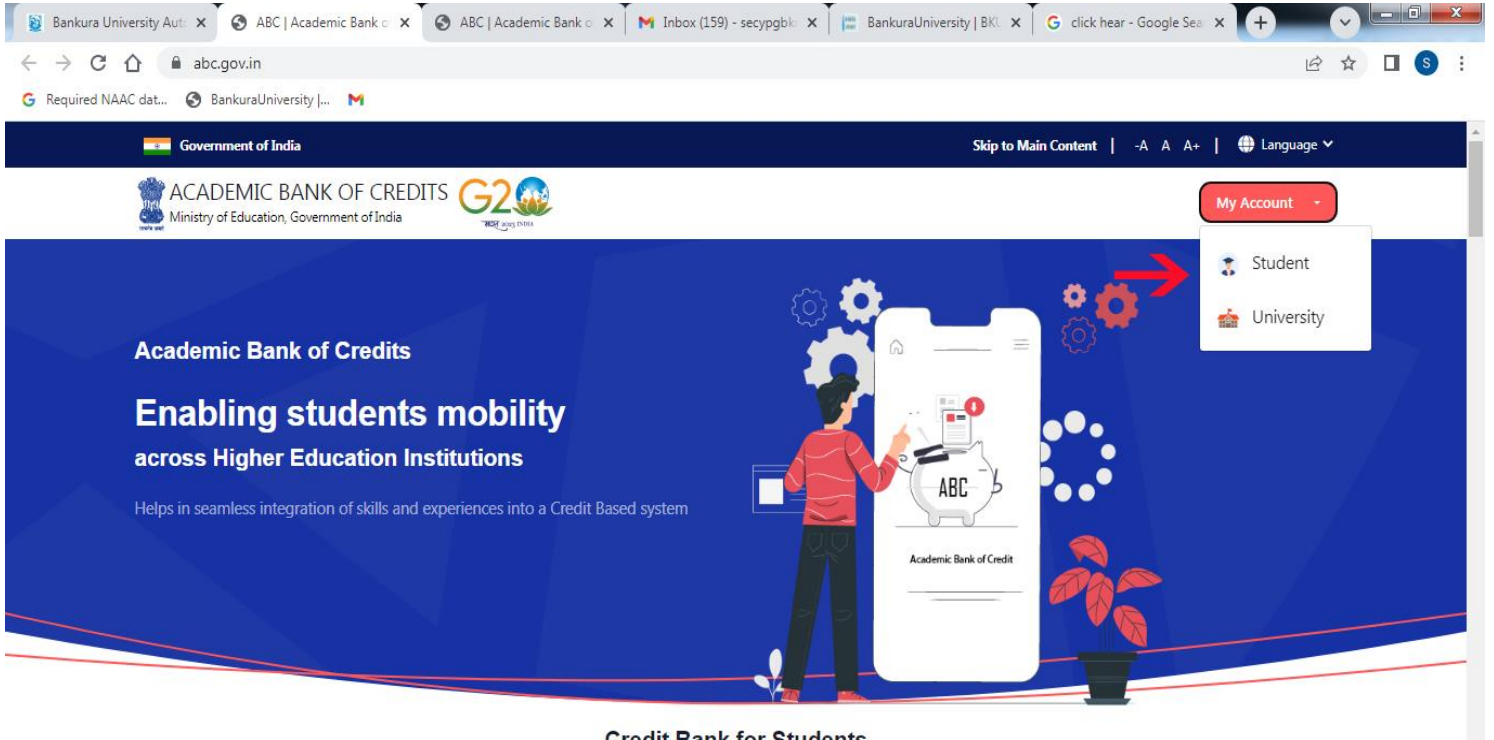 Bankura University Auto
ABC | Academic Bank o
ABC | Academic Bank o
Inbox (159) - secypgbk
BankuraUniversity | BKU
click hear - Google Sea
abc.gov.in
S
Required NAAC dat...
BankuraUniversity |...
Government of India
Skip to Main Content | -A A A+ | Language
ACADEMIC BANK OF CREDITS
Ministry of Education, Government of India
G20
भारत 2023 INDIA
My Account
Student
University
Academic Bank of Credits
Enabling students mobility
across Higher Education Institutions
Helps in seamless integration of skills and experiences into a Credit Based system
ABC
Academic Bank of Credit
Credit Bank for Students